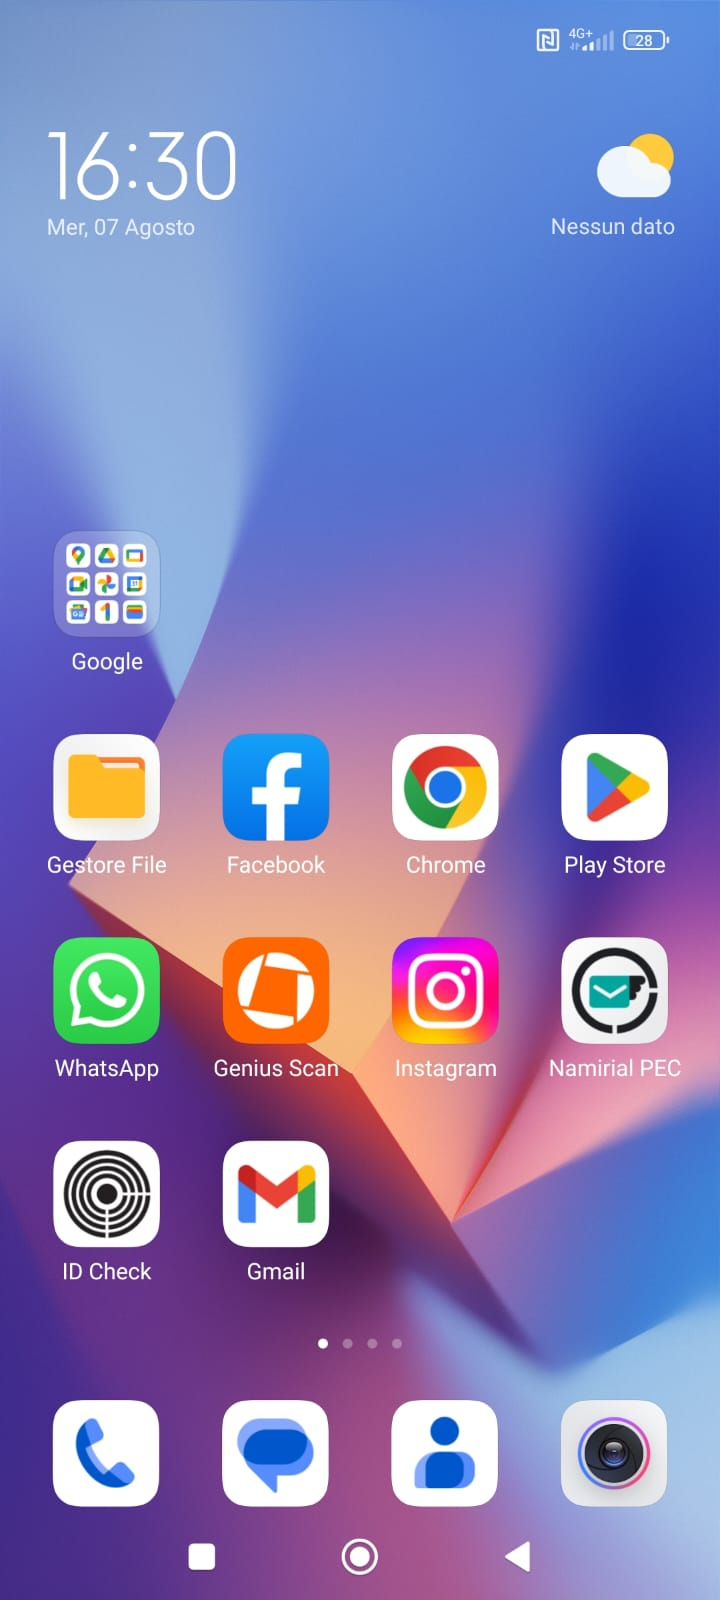 4G+
28
16:30
Mer, 07 Agosto
Nessun dato
Google
Gestore File
Facebook
Chrome
Play Store
WhatsApp
Genius Scan
Instagram
Namirial PEC
ID Check
Gmail